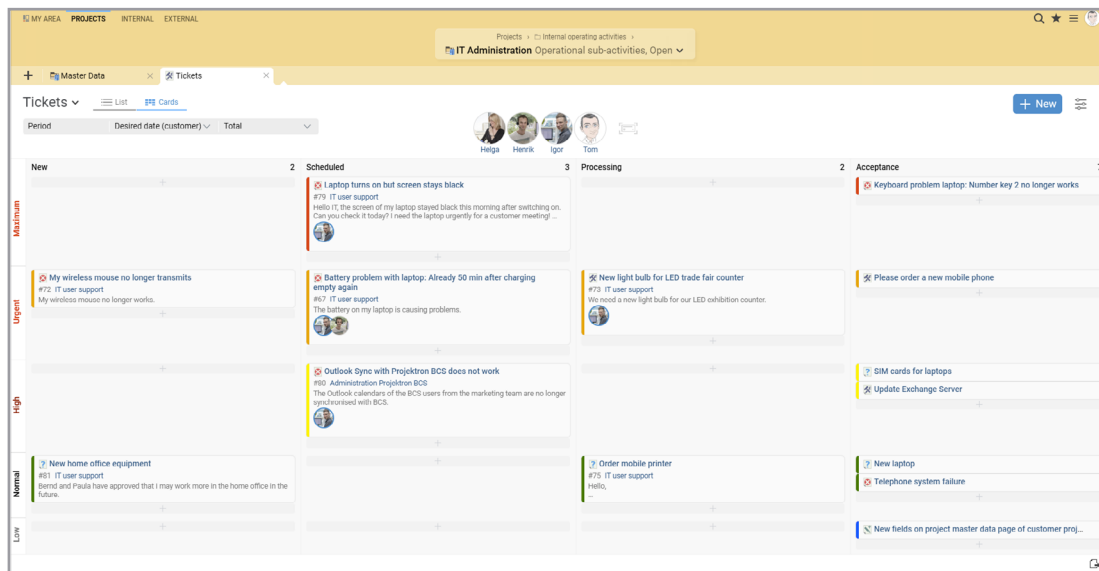 MY AREA PROJECTS INTERNAL EXTERNAL
Projects › Internal operating activities ›
IT Administration Operational sub-activities, Open
+ Master Data × Tickets ×
Tickets List Cards
+ New
Period Desired date (customer) Total
Helga Henrik Igor Tom
New 2 Scheduled 3 Processing 2 Acceptance
Maximum
Laptop turns on but screen stays black
#79 IT user support
Hello IT, the screen of my laptop stayed black this morning after switching on.
Can you check it today? I need the laptop urgently for a customer meeting! ...
Keyboard problem laptop: Number key 2 no longer works
Urgent
My wireless mouse no longer transmits
#72 IT user support
My wireless mouse no longer works.
Battery problem with laptop: Already 50 min after charging
empty again
#67 IT user support
The battery on my laptop is causing problems.
New light bulb for LED trade fair counter
#73 IT user support
We need a new light bulb for our LED exhibition counter.
Please order a new mobile phone
High
Outlook Sync with Projektron BCS does not work
#80 Administration Projektron BCS
The Outlook calendars of the BCS users from the marketing team are no longer
synchronised with BCS.
SIM cards for laptops
Update Exchange Server
Normal
New home office equipment
#81 IT user support
Bernd and Paula have approved that I may work more in the home office in the
future.
Order mobile printer
#75 IT user support
Hello,
...
New laptop
Telephone system failure
Low
New fields on project master data page of customer proj...